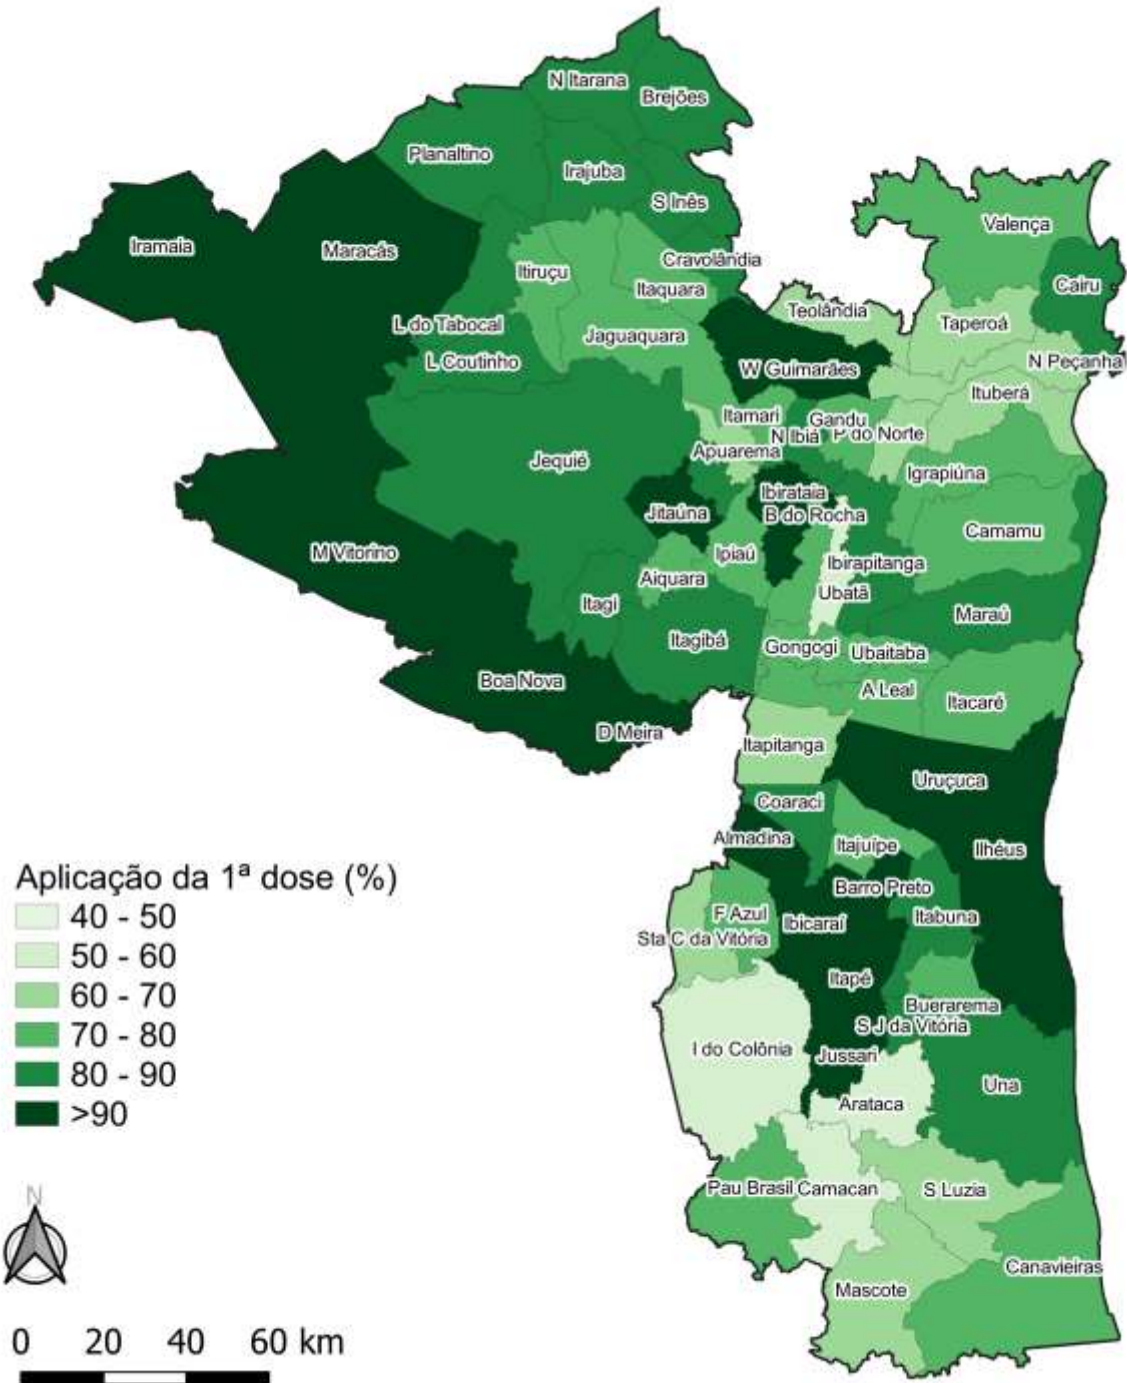 N Itarana
Brejões
Planaltino
Irajuba
S Inês
Valença
Iramaia
Maracás
Cravolândia
Itiruçu
Itaquara
Cairu
Teolândia
Taperoá
L do Tabocal
Jaguaquara
L Coutinho
W Guimarães
N Peçanha
Ituberá
Itamari
Gandu
N Ibiá
P do Norte
Apuarema
Jequié
Igrapiúna
Ibirataia
Jitaúna
B do Rocha
Camamu
M Vitorino
Ipiaú
Ibirapitanga
Aiquara
Ubatã
Itagi
Maraú
Itagibá
Gongogi
Ubaitaba
Boa Nova
A Leal
Itacaré
D Meira
Itapitanga
Uruçuca
Coaraci
Almadina
Itajuípe
Ilhéus
Barro Preto
F Azul
Ibicaraí
Itabuna
Sta C da Vitória
Itapé
Buerarema
S J da Vitória
I do Colônia
Jussari
Una
Arataca
Pau Brasil
Camacan
S Luzia
Canavieiras
Mascote
Aplicação da 1ª dose (%)
40 - 50
50 - 60
60 - 70
70 - 80
80 - 90
>90
N
0 20 40 60 km